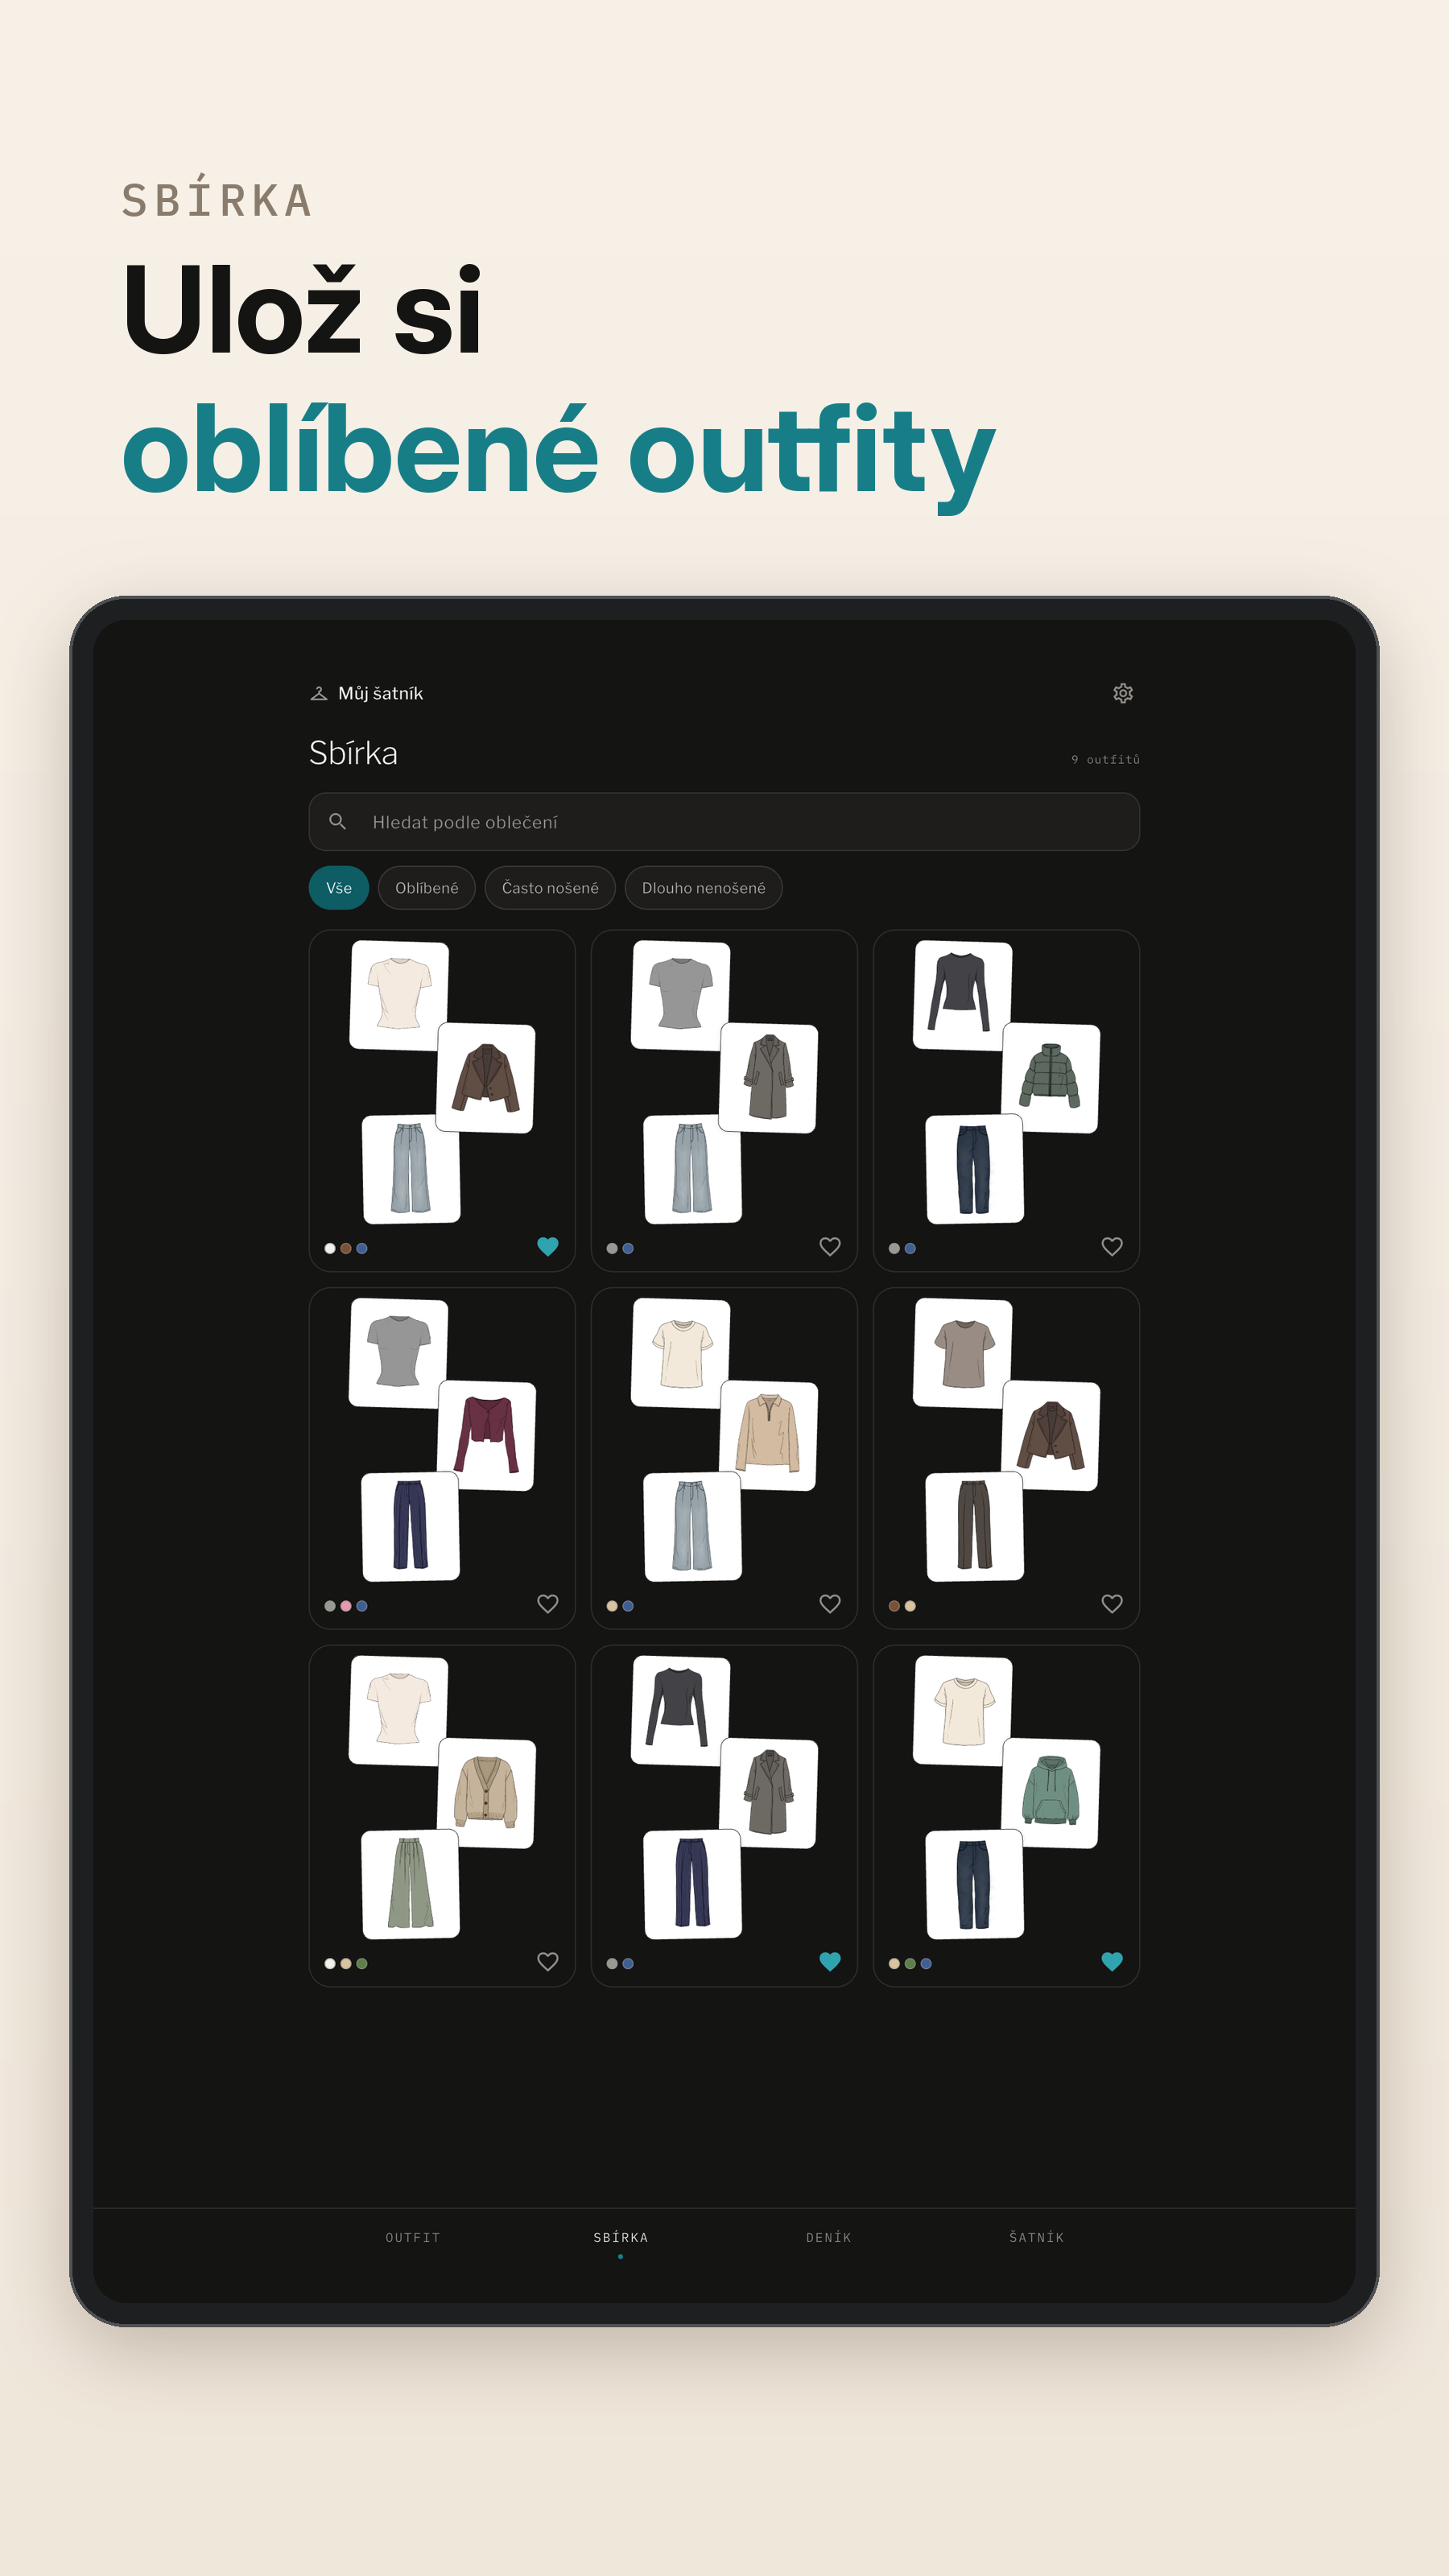 SBÍRKA
Ulož si
oblíbené outfity
Můj šatník
Sbírka
9 outfitů
Hledat podle oblečení
Vše
Oblíbené
Často nošené
Dlouho nenošené
OUTFIT
SBÍRKA
DENÍK
ŠATNÍK